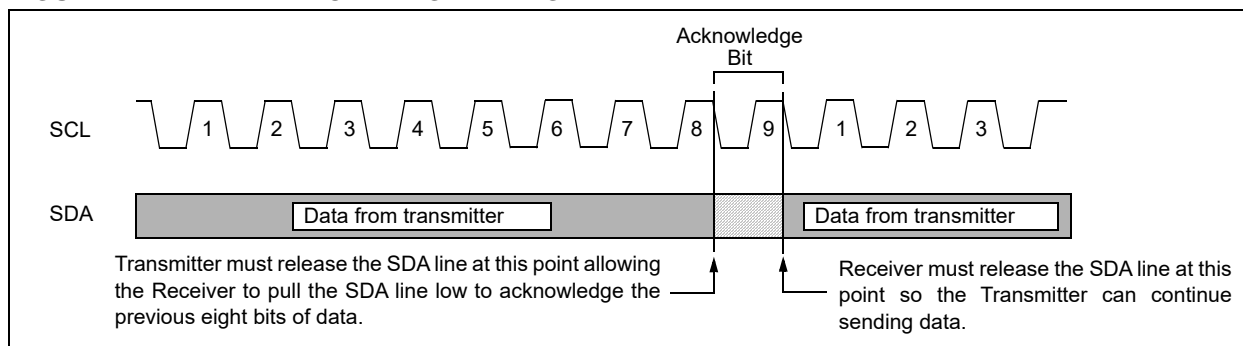 Acknowledge
Bit
SCL
1 2 3 4 5 6 7 8 9 1 2 3
SDA
Data from transmitter
Data from transmitter
Transmitter must release the SDA line at this point allowing
the Receiver to pull the SDA line low to acknowledge the
previous eight bits of data.
Receiver must release the SDA line at this
point so the Transmitter can continue
sending data.